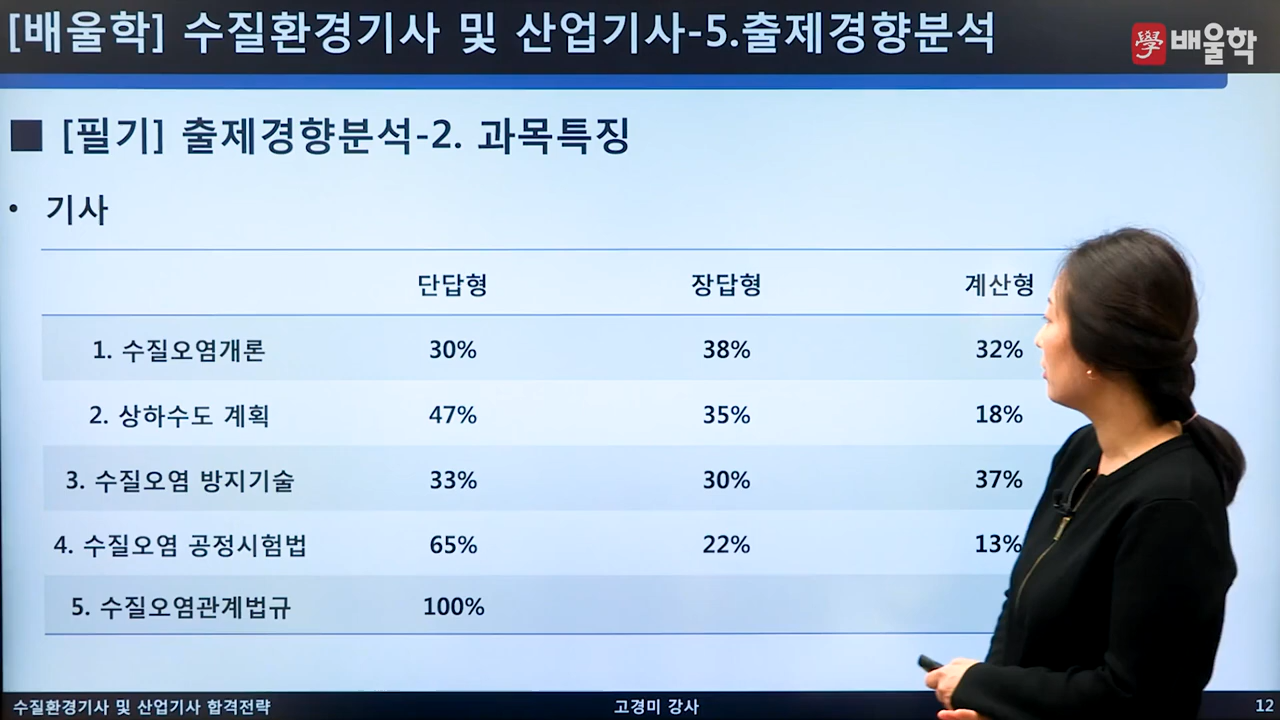 [배울학] 수질환경기사 및 산업기사-5.출제경향분석
學 배울학
■ [필기] 출제경향분석-2. 과목특징
• 기사
단답형 장답형 계산형
1. 수질오염개론 30% 38% 32%
2. 상하수도 계획 47% 35% 18%
3. 수질오염 방지기술 33% 30% 37%
4. 수질오염 공정시험법 65% 22% 13%
5. 수질오염관계법규 100%
수질환경기사 및 산업기사 합격전략 고경미 강사 12